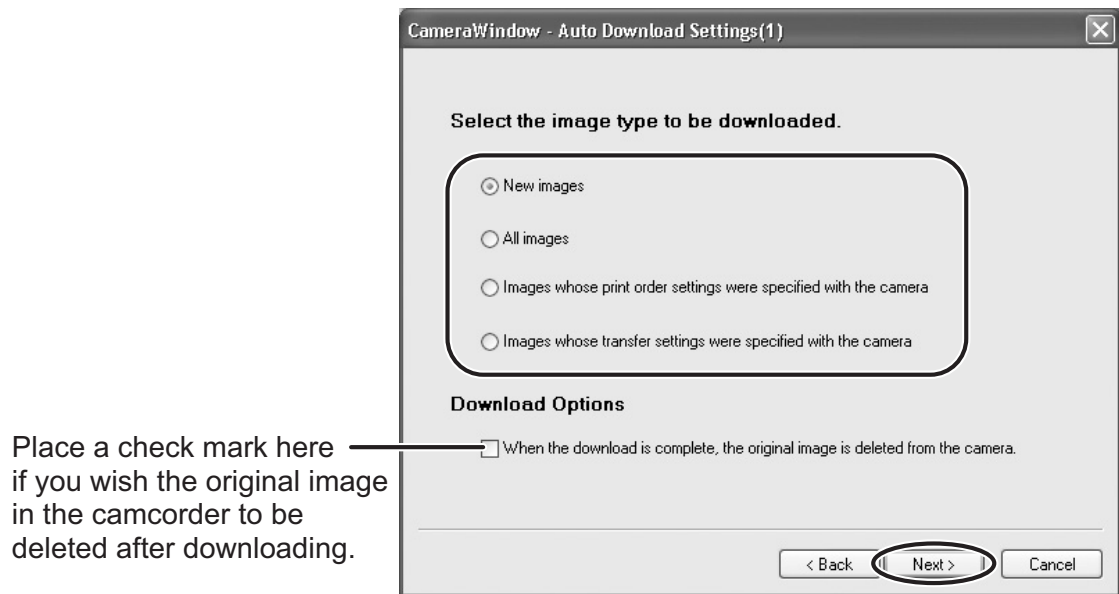 CameraWindow - Auto Download Settings(1)
Select the image type to be downloaded.
New images
All images
Images whose print order settings were specified with the camera
Images whose transfer settings were specified with the camera
Download Options
When the download is complete, the original image is deleted from the camera.
Place a check mark here
if you wish the original image
in the camcorder to be
deleted after downloading.
< Back
Next >
Cancel